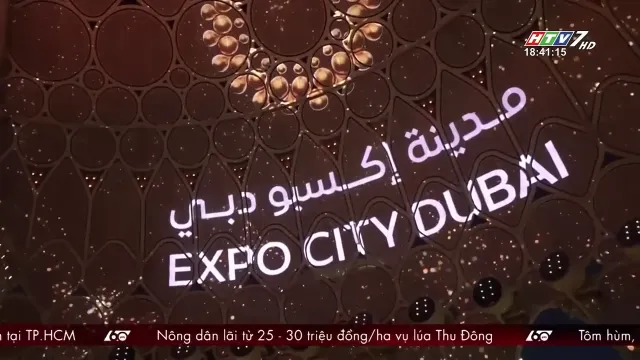 HTV7 HD
18:41:15
مدينة إكسبو دبي
EXPO CITY DUBAI
tại TP.HCM 60 Nông dân lãi từ 25 - 30 triệu đồng/ha vụ lúa Thu Đông 60 Tôm hùm,